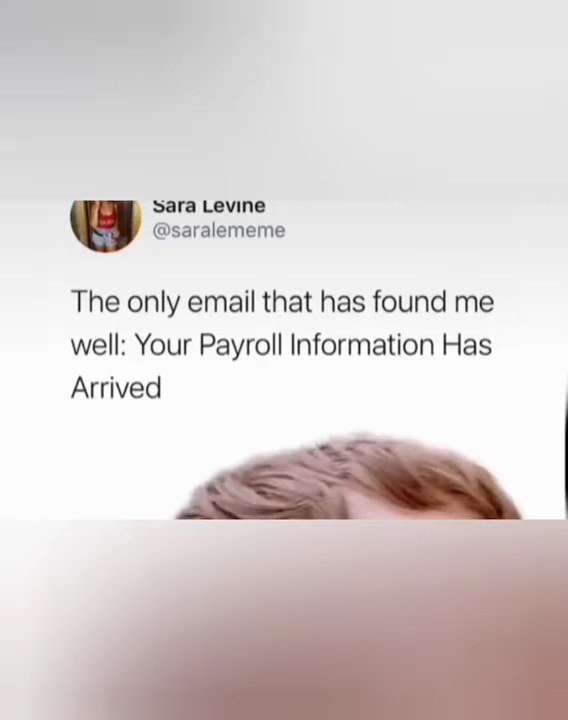 Sara Levine
@saralememe
The only email that has found me
well: Your Payroll Information Has
Arrived